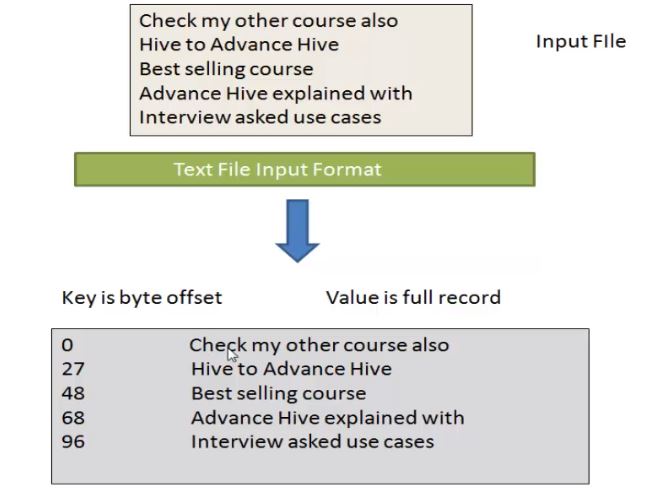 Check my other course also
Hive to Advance Hive
Input FIle
Best selling course
Advance Hive explained with
Interview asked use cases
Text File Input Format
Key is byte offset Value is full record
0 Check my other course also
27 Hive to Advance Hive
48 Best selling course
68 Advance Hive explained with
96 Interview asked use cases